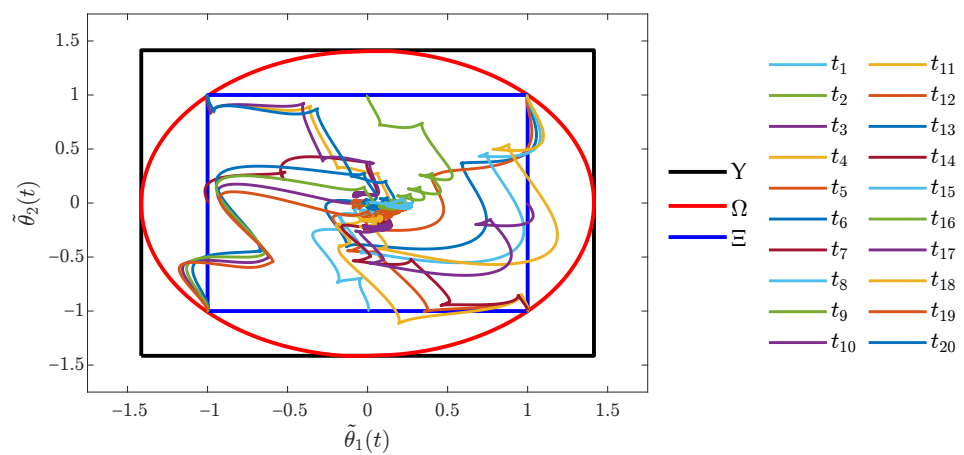 1.5
1
0.5
0
−0.5
−1
−1.5
θ̃₂(t)
−1.5 −1 −0.5 0 0.5 1 1.5
θ̃₁(t)
Υ
Ω
Ξ
t₁ t₁₁
t₂ t₁₂
t₃ t₁₃
t₄ t₁₄
t₅ t₁₅
t₆ t₁₆
t₇ t₁₇
t₈ t₁₈
t₉ t₁₉
t₁₀ t₂₀